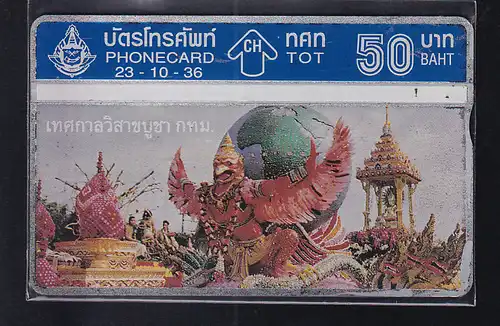 บัตรโทรศัพท์ CH ทศท 50 บาท
PHONECARD TOT BAHT
23 - 10 - 36
เทศกาลวิสาขบูชา กทม.